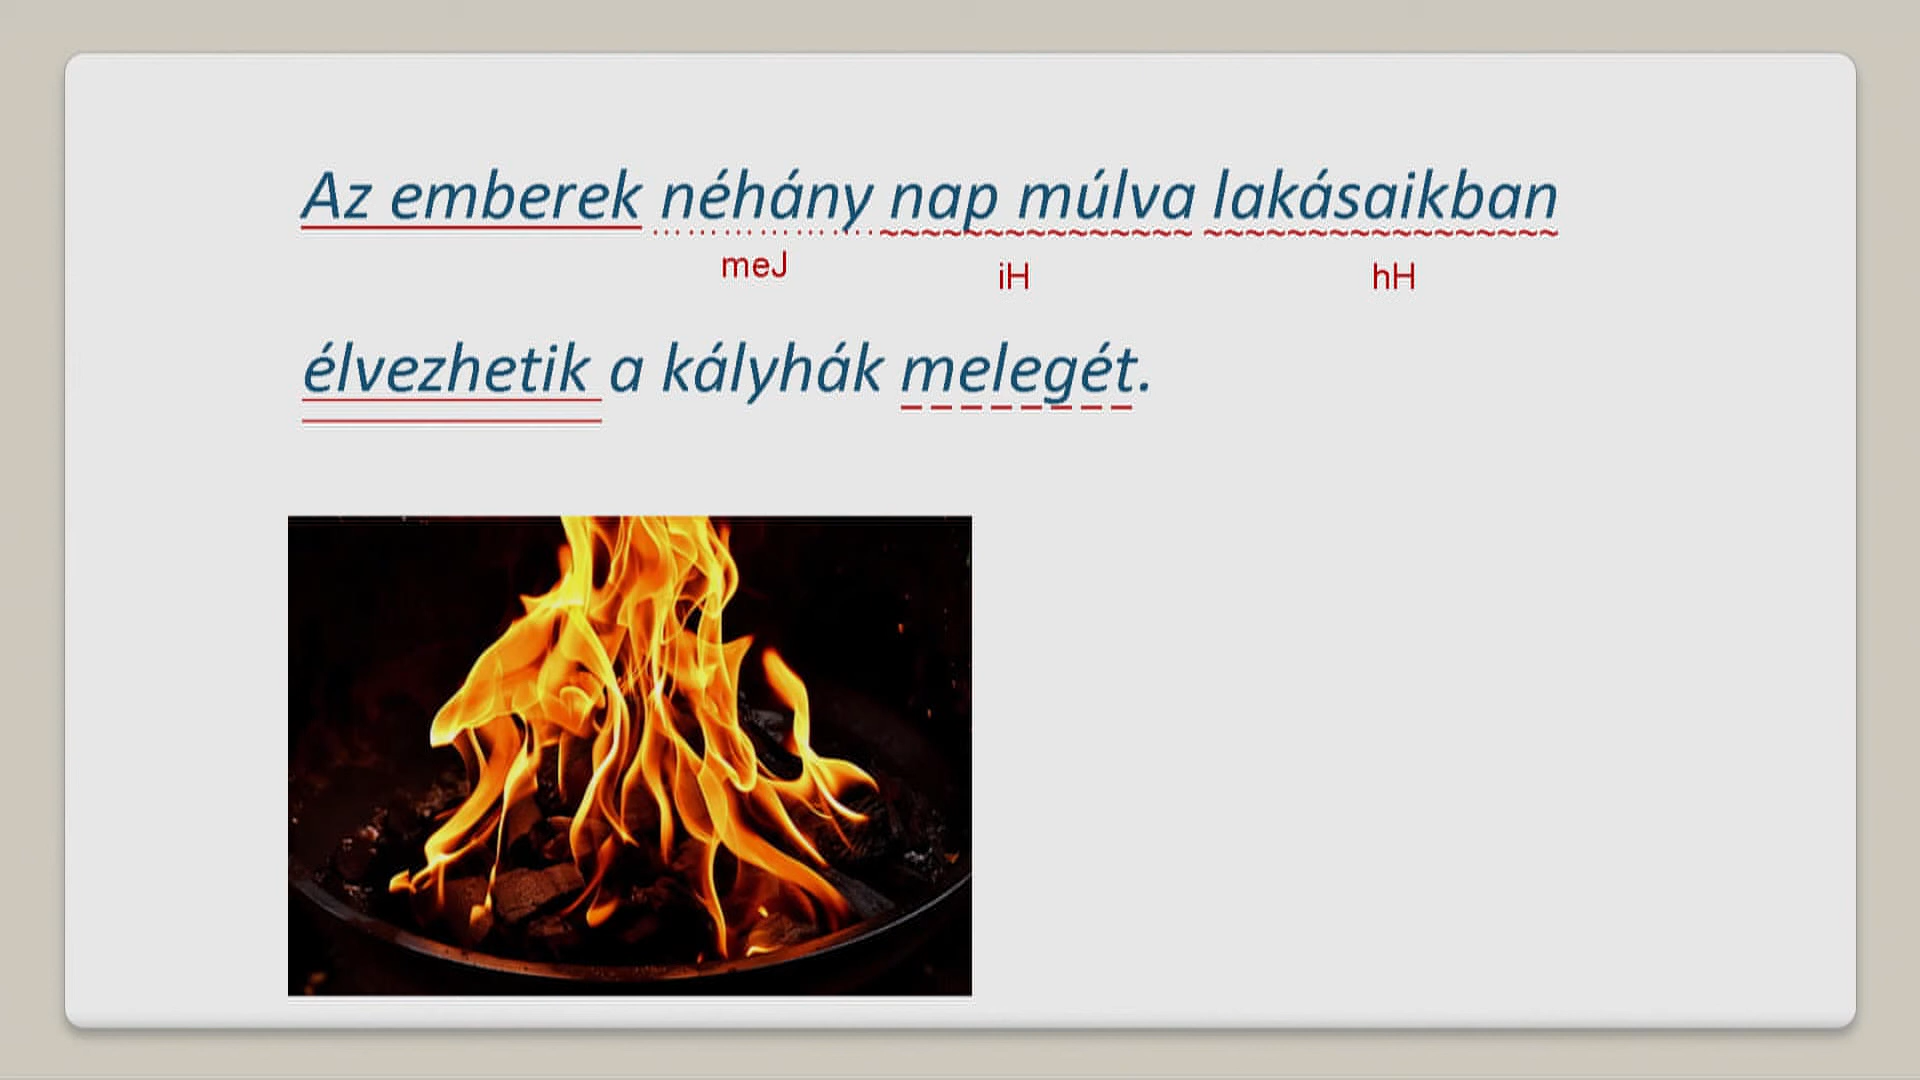 Az emberek néhány nap múlva lakásaikban
meJ iH hH
élvezhetik a kályhák melegét.